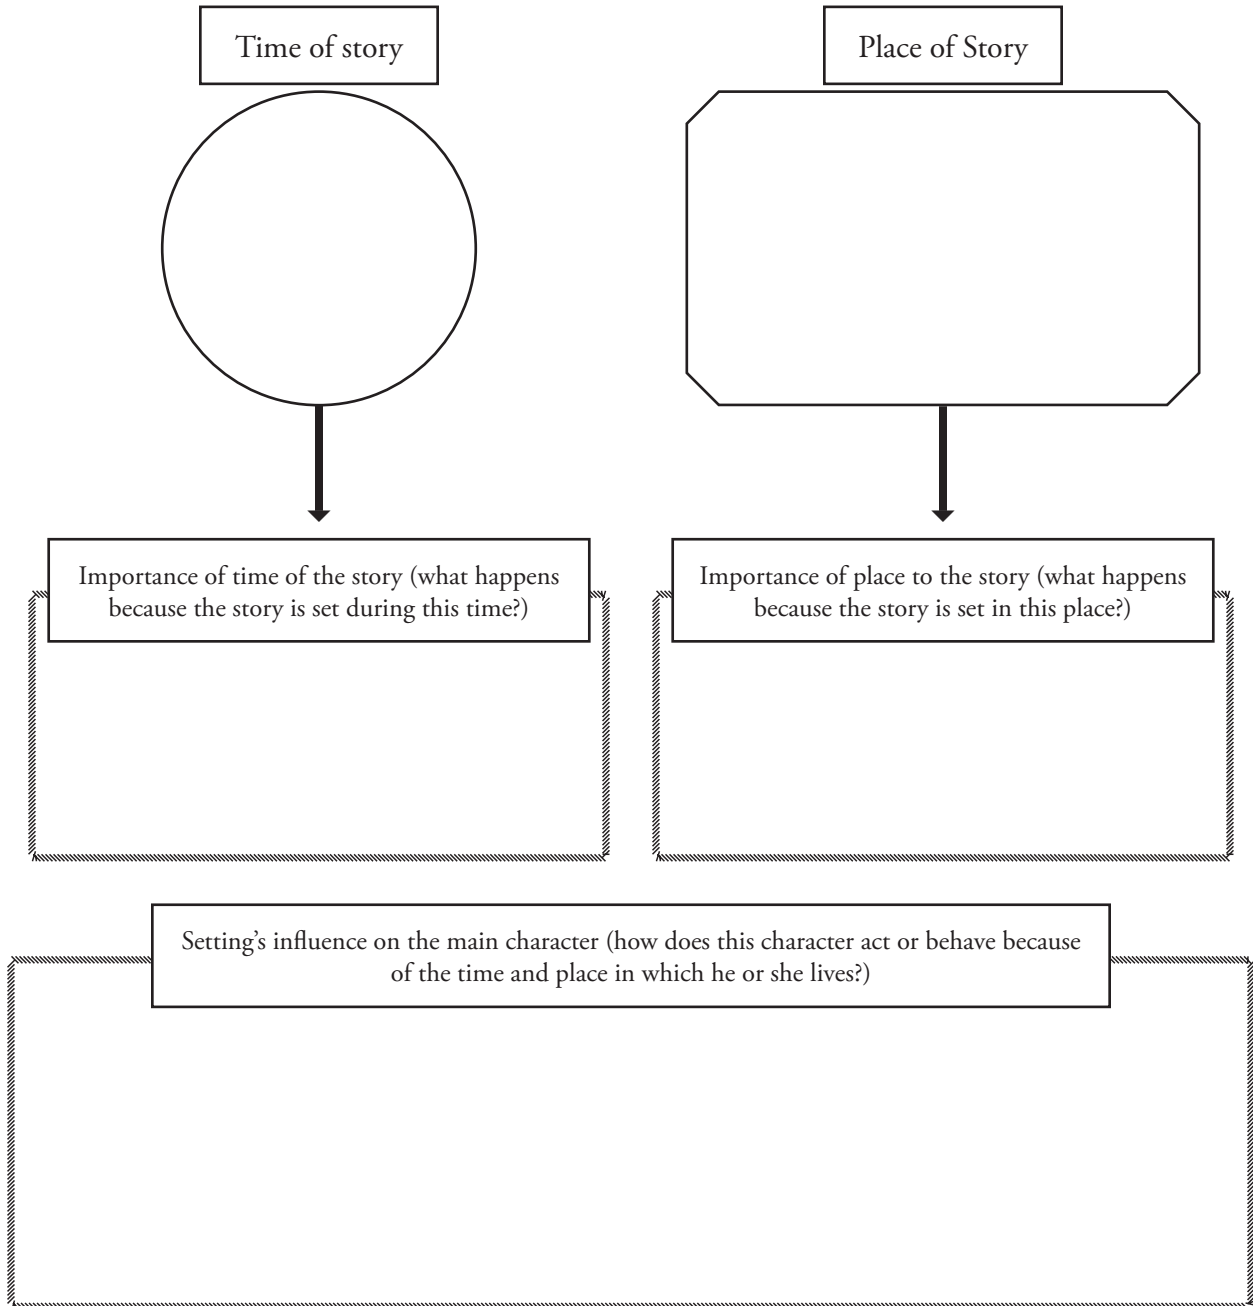 Time of story
Place of Story
Importance of time of the story (what happens
because the story is set during this time?)
Importance of place to the story (what happens
because the story is set in this place?)
Setting’s influence on the main character (how does this character act or behave because
of the time and place in which he or she lives?)